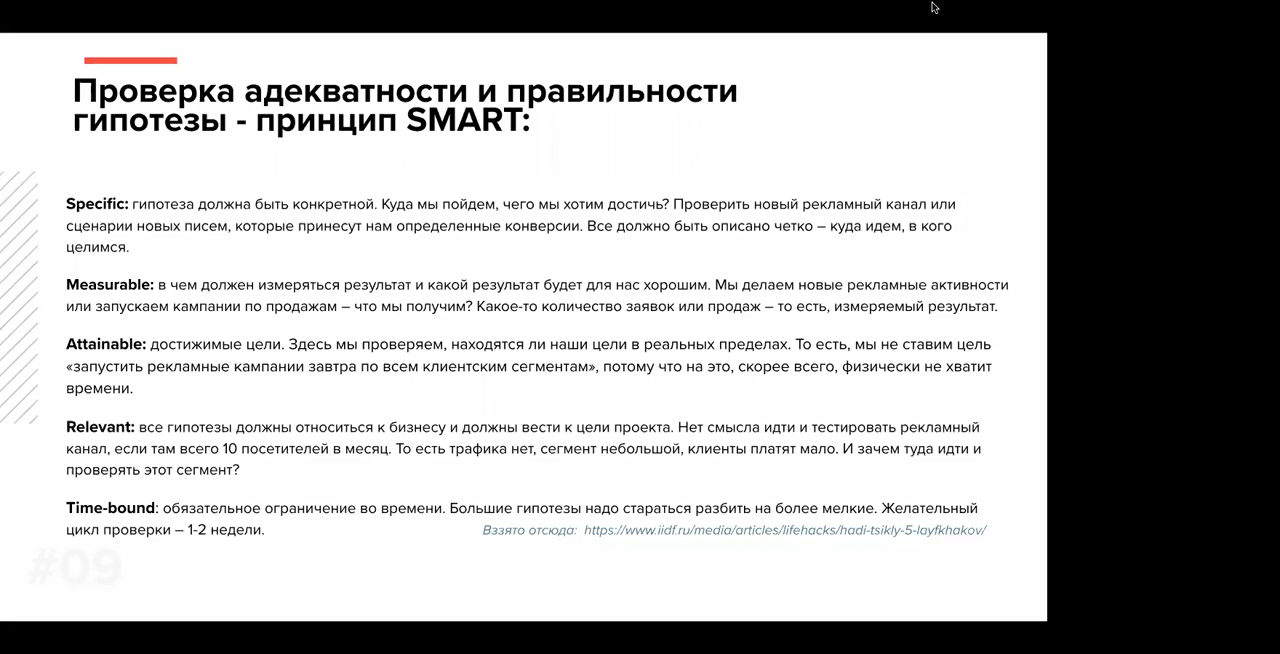 Проверка адекватности и правильности
гипотезы - принцип SMART:
Specific: гипотеза должна быть конкретной. Куда мы пойдем, чего мы хотим достичь? Проверить новый рекламный канал или
сценарии новых писем, которые принесут нам определенные конверсии. Все должно быть описано четко – куда идем, в кого
целимся.
Measurable: в чем должен измеряться результат и какой результат будет для нас хорошим. Мы делаем новые рекламные активности
или запускаем кампании по продажам – что мы получим? Какое-то количество заявок или продаж – то есть, измеряемый результат.
Attainable: достижимые цели. Здесь мы проверяем, находятся ли наши цели в реальных пределах. То есть, мы не ставим цель
«запустить рекламные кампании завтра по всем клиентским сегментам», потому что на это, скорее всего, физически не хватит
времени.
Relevant: все гипотезы должны относиться к бизнесу и должны вести к цели проекта. Нет смысла идти и тестировать рекламный
канал, если там всего 10 посетителей в месяц. То есть трафика нет, сегмент небольшой, клиенты платят мало. И зачем туда идти и
проверять этот сегмент?
Time-bound: обязательное ограничение во времени. Большие гипотезы надо стараться разбить на более мелкие. Желательный
цикл проверки – 1-2 недели.
Вззято отсюда: https://www.iidf.ru/media/articles/lifehacks/hadi-tsikly-5-layfkhakov/
#09